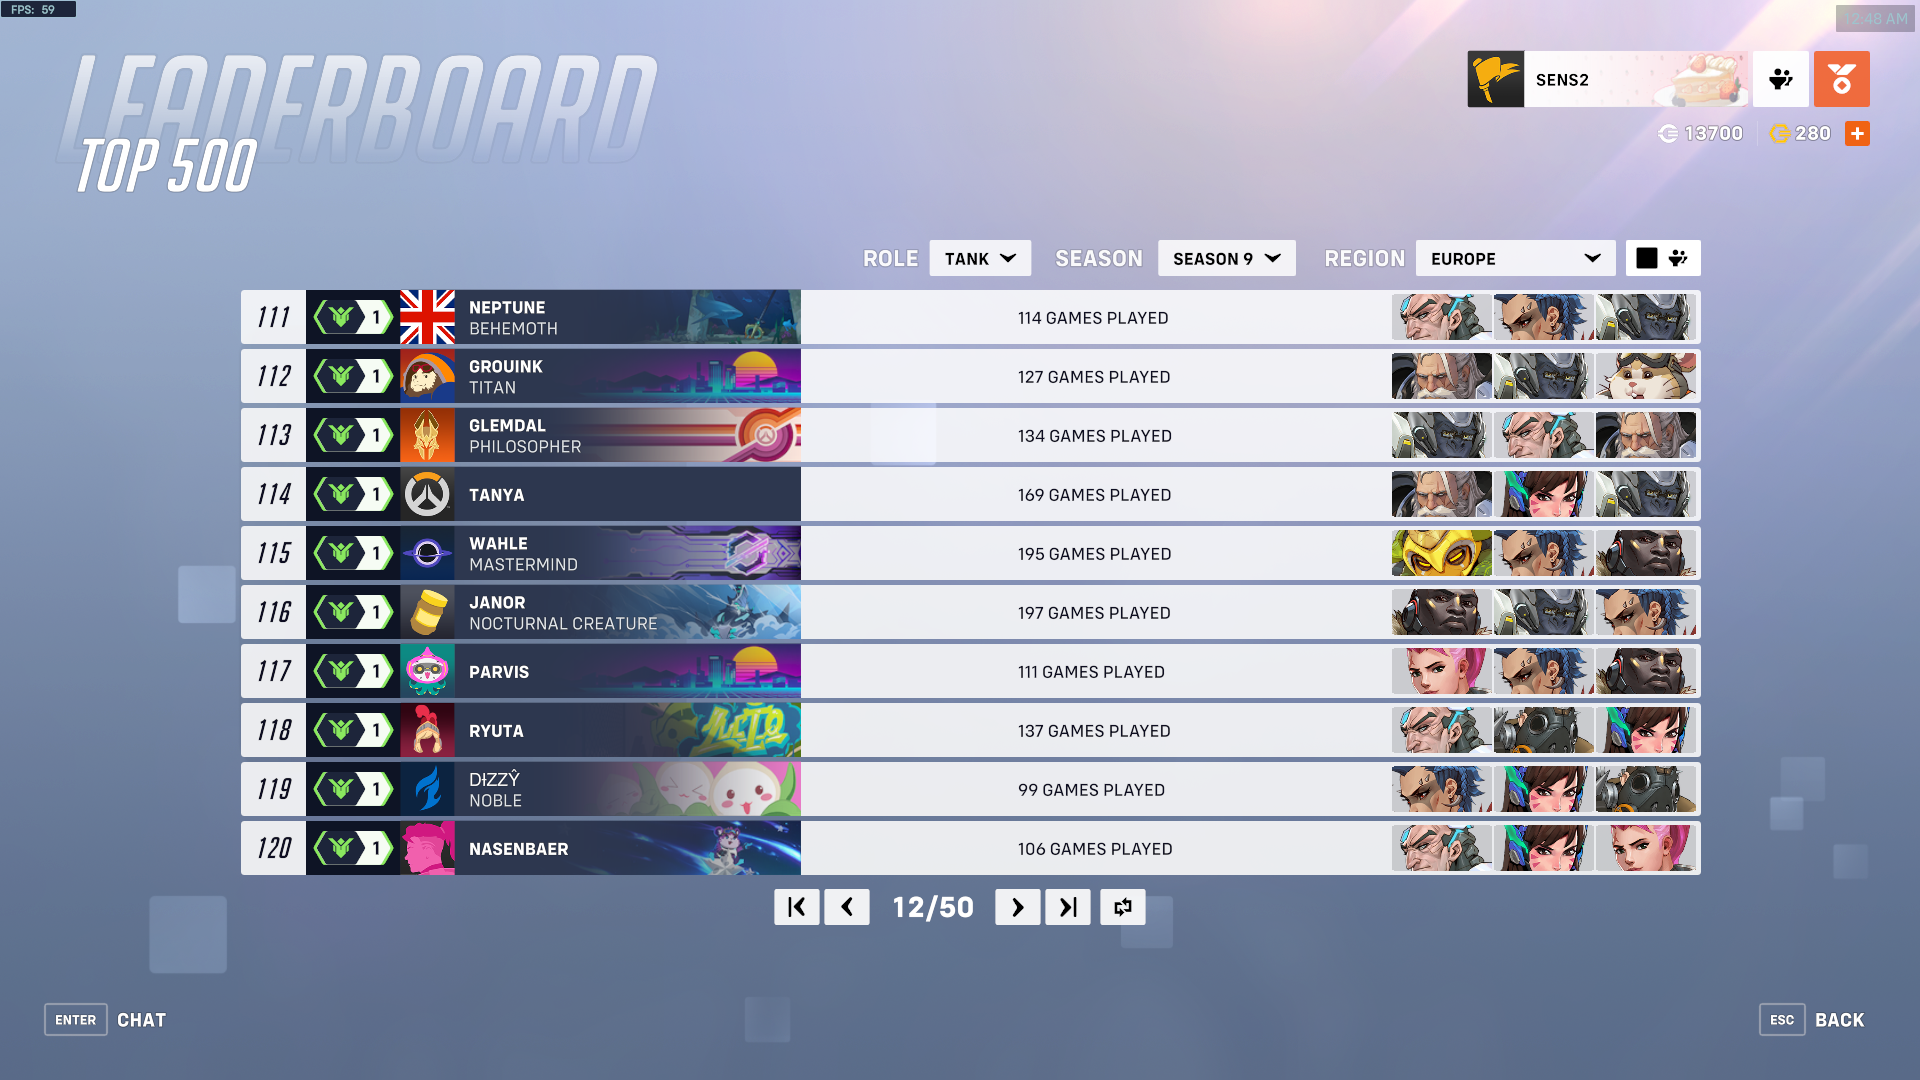 FPS: 59
12:48 AM
LEADERBOARD
TOP 500
SENS2
13700
280
ROLE
TANK
SEASON
SEASON 9
REGION
EUROPE
111 1 NEPTUNE 114 GAMES PLAYED
BEHEMOTH
112 1 GROUINK 127 GAMES PLAYED
TITAN
113 1 GLEMDAL 134 GAMES PLAYED
PHILOSOPHER
114 1 TANYA 169 GAMES PLAYED
115 1 WAHLE 195 GAMES PLAYED
MASTERMIND
116 1 JANOR 197 GAMES PLAYED
NOCTURNAL CREATURE
117 1 PARVIS 111 GAMES PLAYED
118 1 RYUTA 137 GAMES PLAYED
119 1 DƗZZŶ 99 GAMES PLAYED
NOBLE
120 1 NASENBAER 106 GAMES PLAYED
12/50
ENTER CHAT
ESC BACK